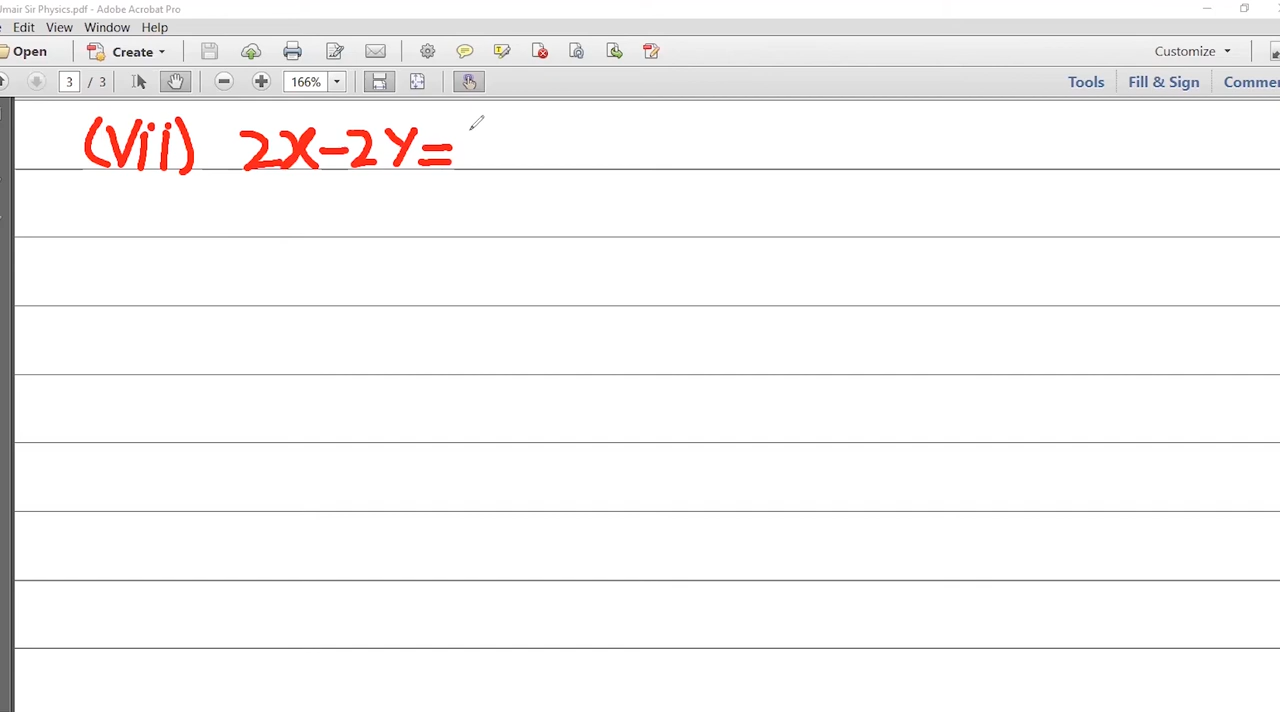 Umair Sir Physics.pdf - Adobe Acrobat Pro
Edit View Window Help
Open Create Customize
3 / 3 166% Tools Fill & Sign Commen
(Vii) 2X-2Y=